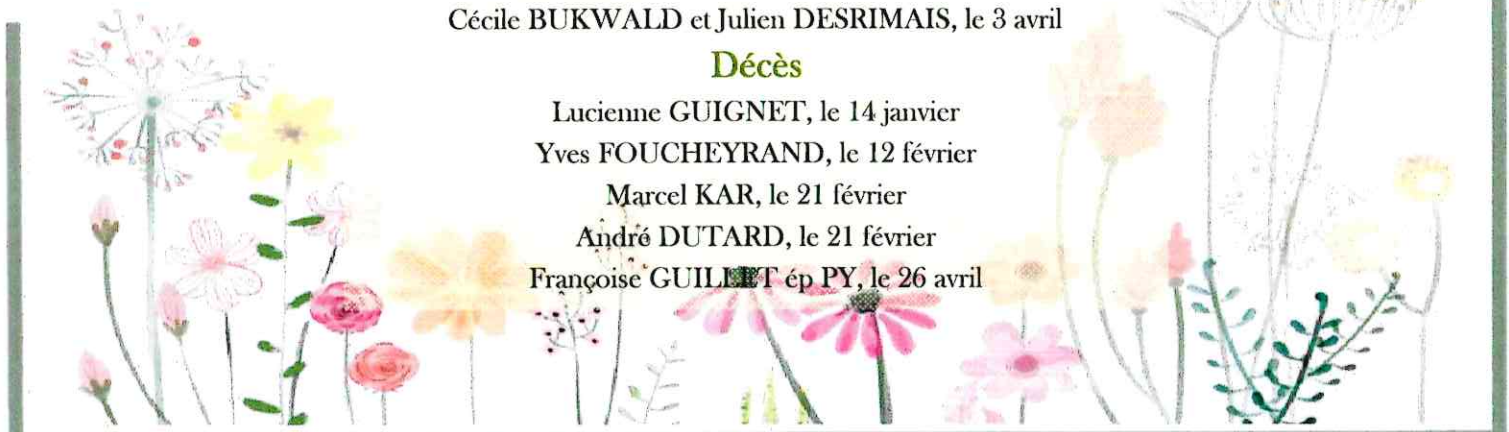 Cécile BUKWALD et Julien DESRIMAIS, le 3 avril
Décès
Lucienne GUIGNET, le 14 janvier
Yves FOUCHEYRAND, le 12 février
Marcel KAR, le 21 février
André DUTARD, le 21 février
Françoise GUILLET ép PY, le 26 avril